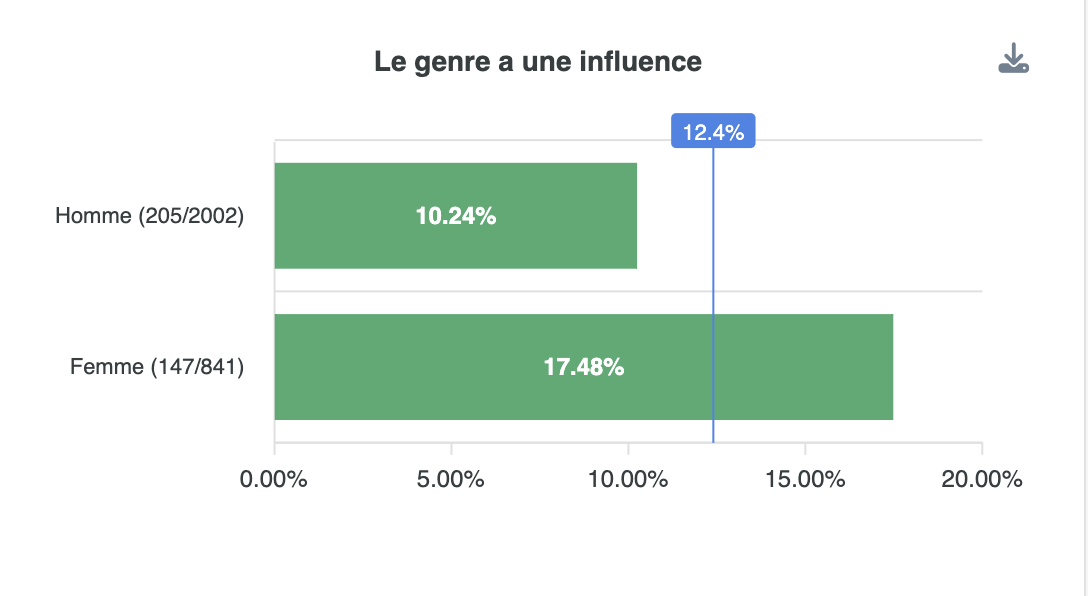 Le genre a une influence
12.4%
Homme (205/2002)
10.24%
Femme (147/841)
17.48%
0.00% 5.00% 10.00% 15.00% 20.00%